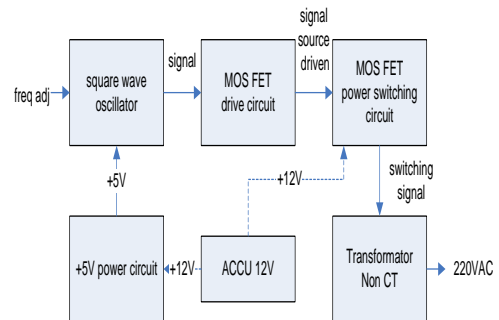 signal
source
driven
signal
freq adj
square wave
oscillator
MOS FET
drive circuit
MOS FET
power switching
circuit
+5V
+12V
switching
signal
+5V power circuit
+12V
ACCU 12V
Transformator
Non CT
220VAC